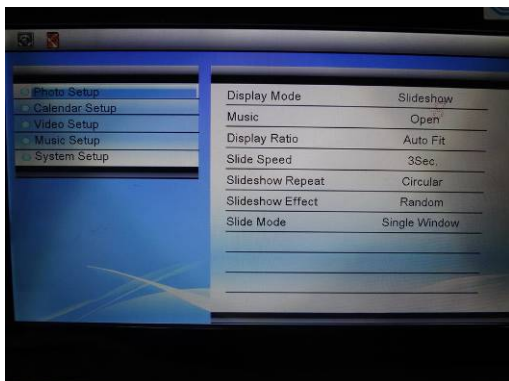 Photo Setup
Calendar Setup
Video Setup
Music Setup
System Setup
Display Mode Slideshow
Music Open
Display Ratio Auto Fit
Slide Speed 3Sec.
Slideshow Repeat Circular
Slideshow Effect Random
Slide Mode Single Window